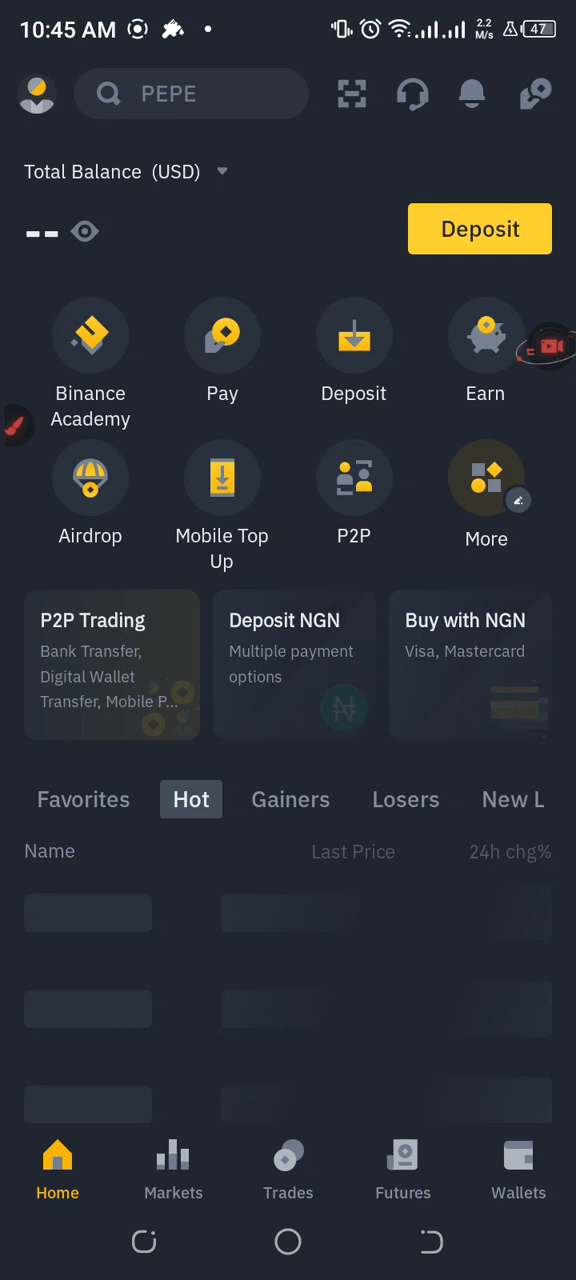 10:45 AM
2.2
M/s
47
PEPE
Total Balance (USD)
--
Deposit
Binance
Academy
Pay
Deposit
Earn
Airdrop
Mobile Top
Up
P2P
More
P2P Trading
Bank Transfer,
Digital Wallet
Transfer, Mobile P...
Deposit NGN
Multiple payment
options
Buy with NGN
Visa, Mastercard
Favorites
Hot
Gainers
Losers
New L
Name
Last Price
24h chg%
Home
Markets
Trades
Futures
Wallets